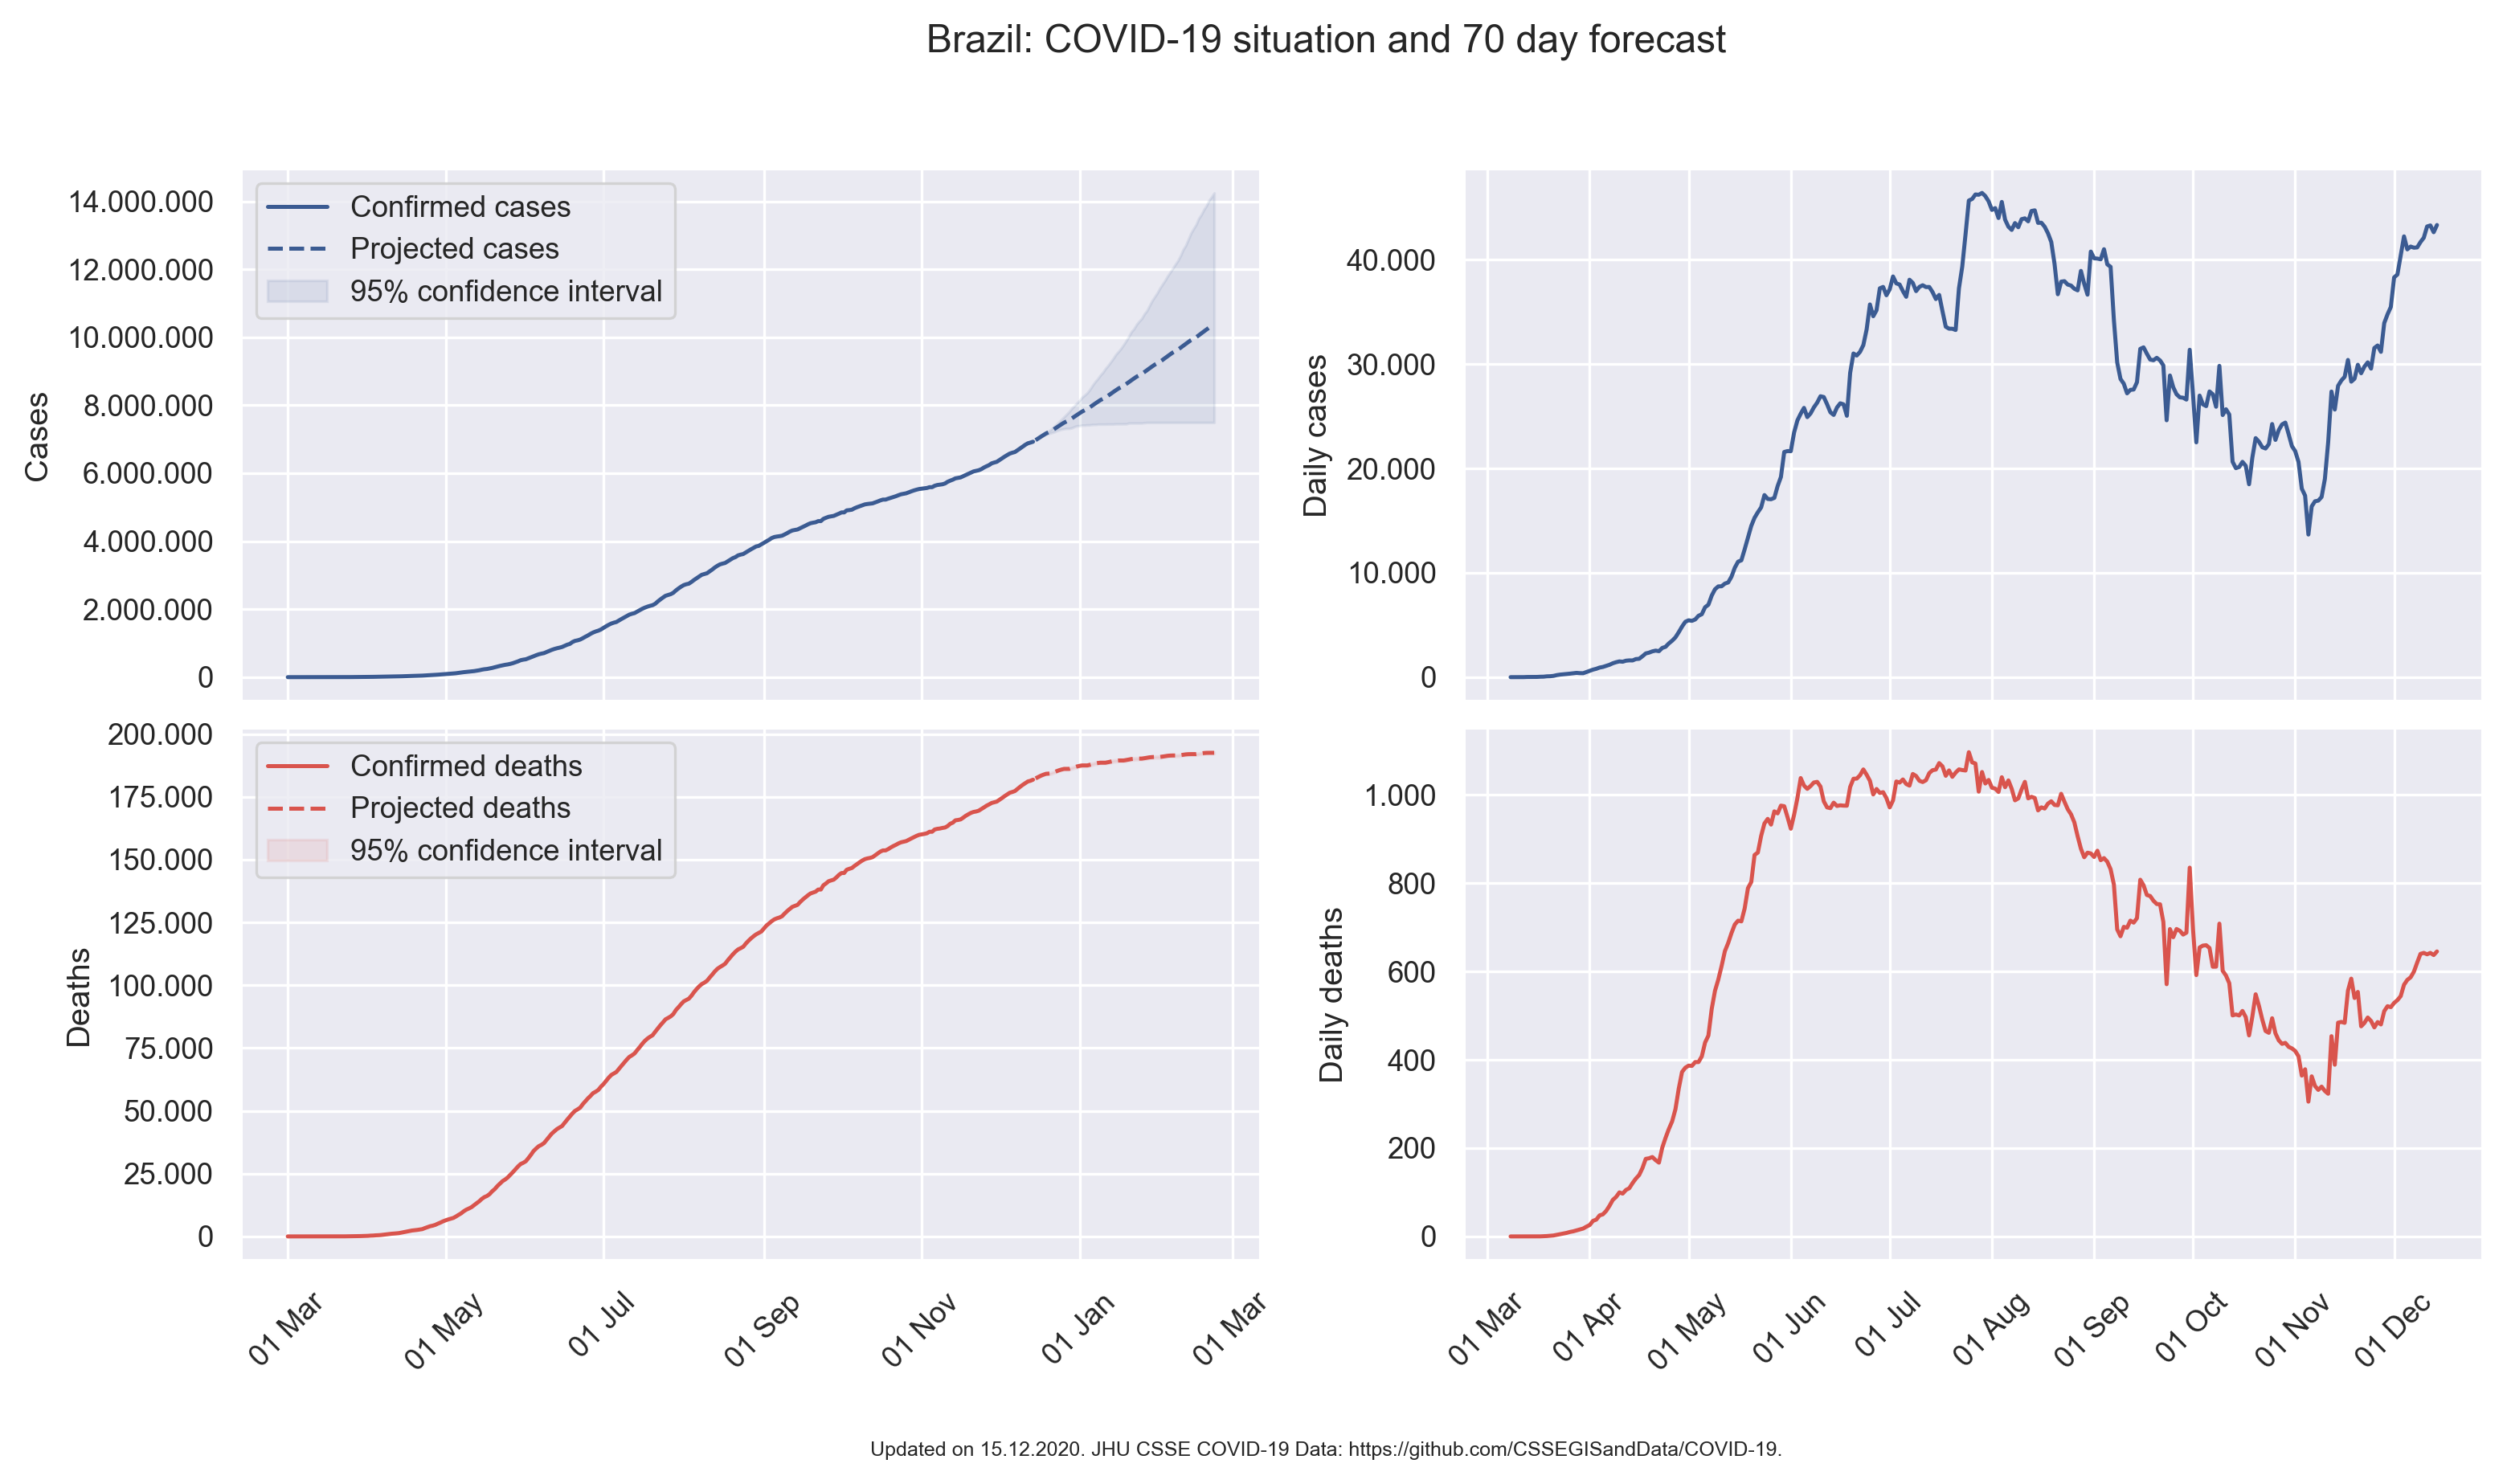 Brazil: COVID-19 situation and 70 day forecast
14.000.000
12.000.000
10.000.000
8.000.000
6.000.000
4.000.000
2.000.000
0
Cases
Confirmed cases
Projected cases
95% confidence interval
40.000
30.000
20.000
10.000
0
Daily cases
200.000
175.000
150.000
125.000
100.000
75.000
50.000
25.000
0
Deaths
Confirmed deaths
Projected deaths
95% confidence interval
01 Mar
01 May
01 Jul
01 Sep
01 Nov
01 Jan
01 Mar
1.000
800
600
400
200
0
Daily deaths
01 Mar
01 Apr
01 May
01 Jun
01 Jul
01 Aug
01 Sep
01 Oct
01 Nov
01 Dec
Updated on 15.12.2020. JHU CSSE COVID-19 Data: https://github.com/CSSEGISandData/COVID-19.